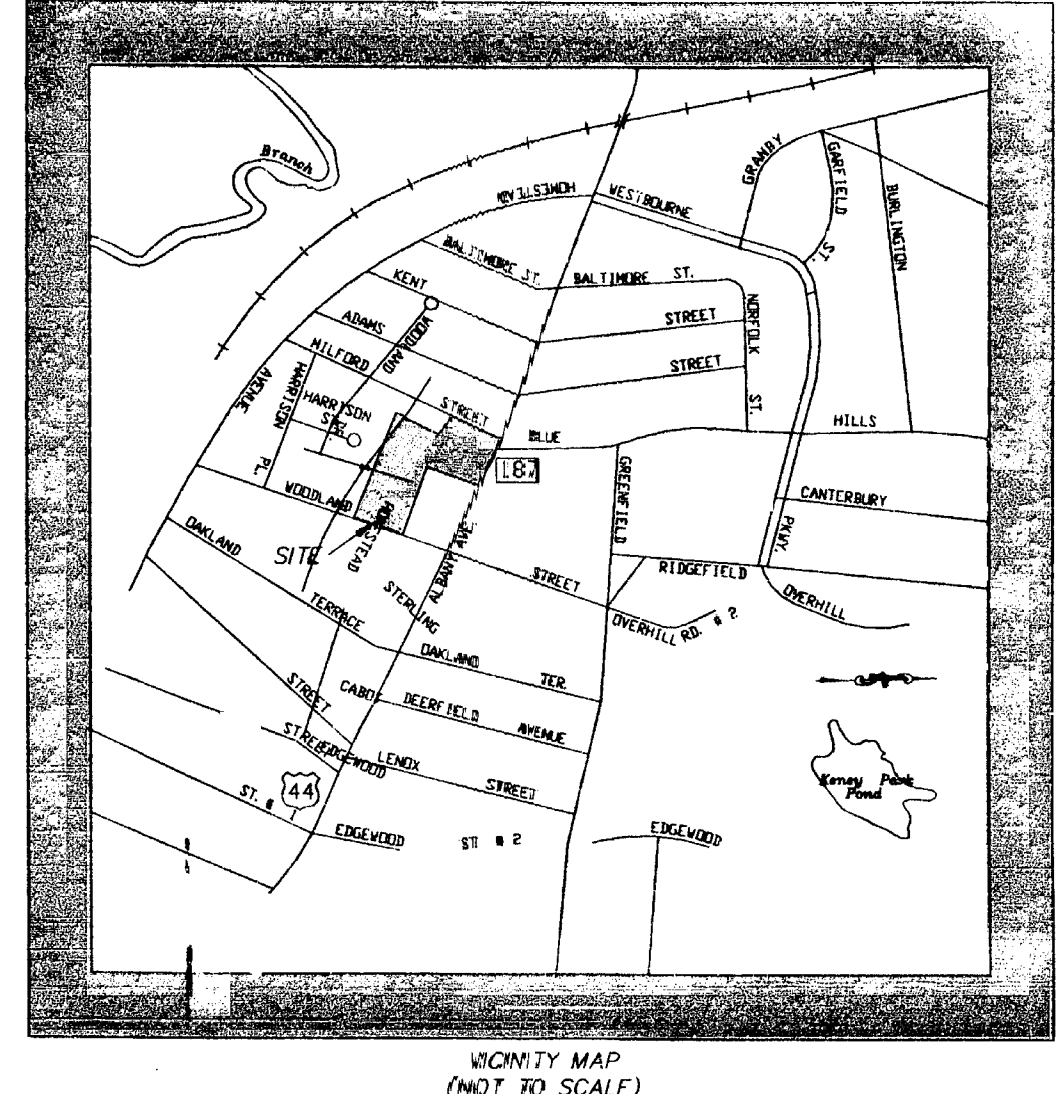 Branch
GRANBY
GARFIELD
ST.
BURLINGTON
HOMESTEAD
WESTBOURNE
BALTIMORE ST.
BALTIMORE ST.
KENT
WOODLAND
ADAMS
MILFORD
STREET
STREET
STREET
NORFOLK
ST.
HARRISON
PL.
HARRISON
AVENUE
BLUE
HILLS
187
GREENFIELD
WOODLAND
HOMESTEAD
CANTERBURY
PKWY.
OAKLAND
SITE
ALBANY AVE.
STREET
RIDGEFIELD
STERLING
TERRACE
OVERHILL
OVERHILL RD. # 2
OAKLAND
TER.
STREET
CABOT
DEERFIELD
AVENUE
STREET
EDGEWOOD
LENOX
STREET
Keney Park
Pond
44
ST. #
EDGEWOOD
ST. # 2
EDGEWOOD
VICINITY MAP
(NOT TO SCALE)